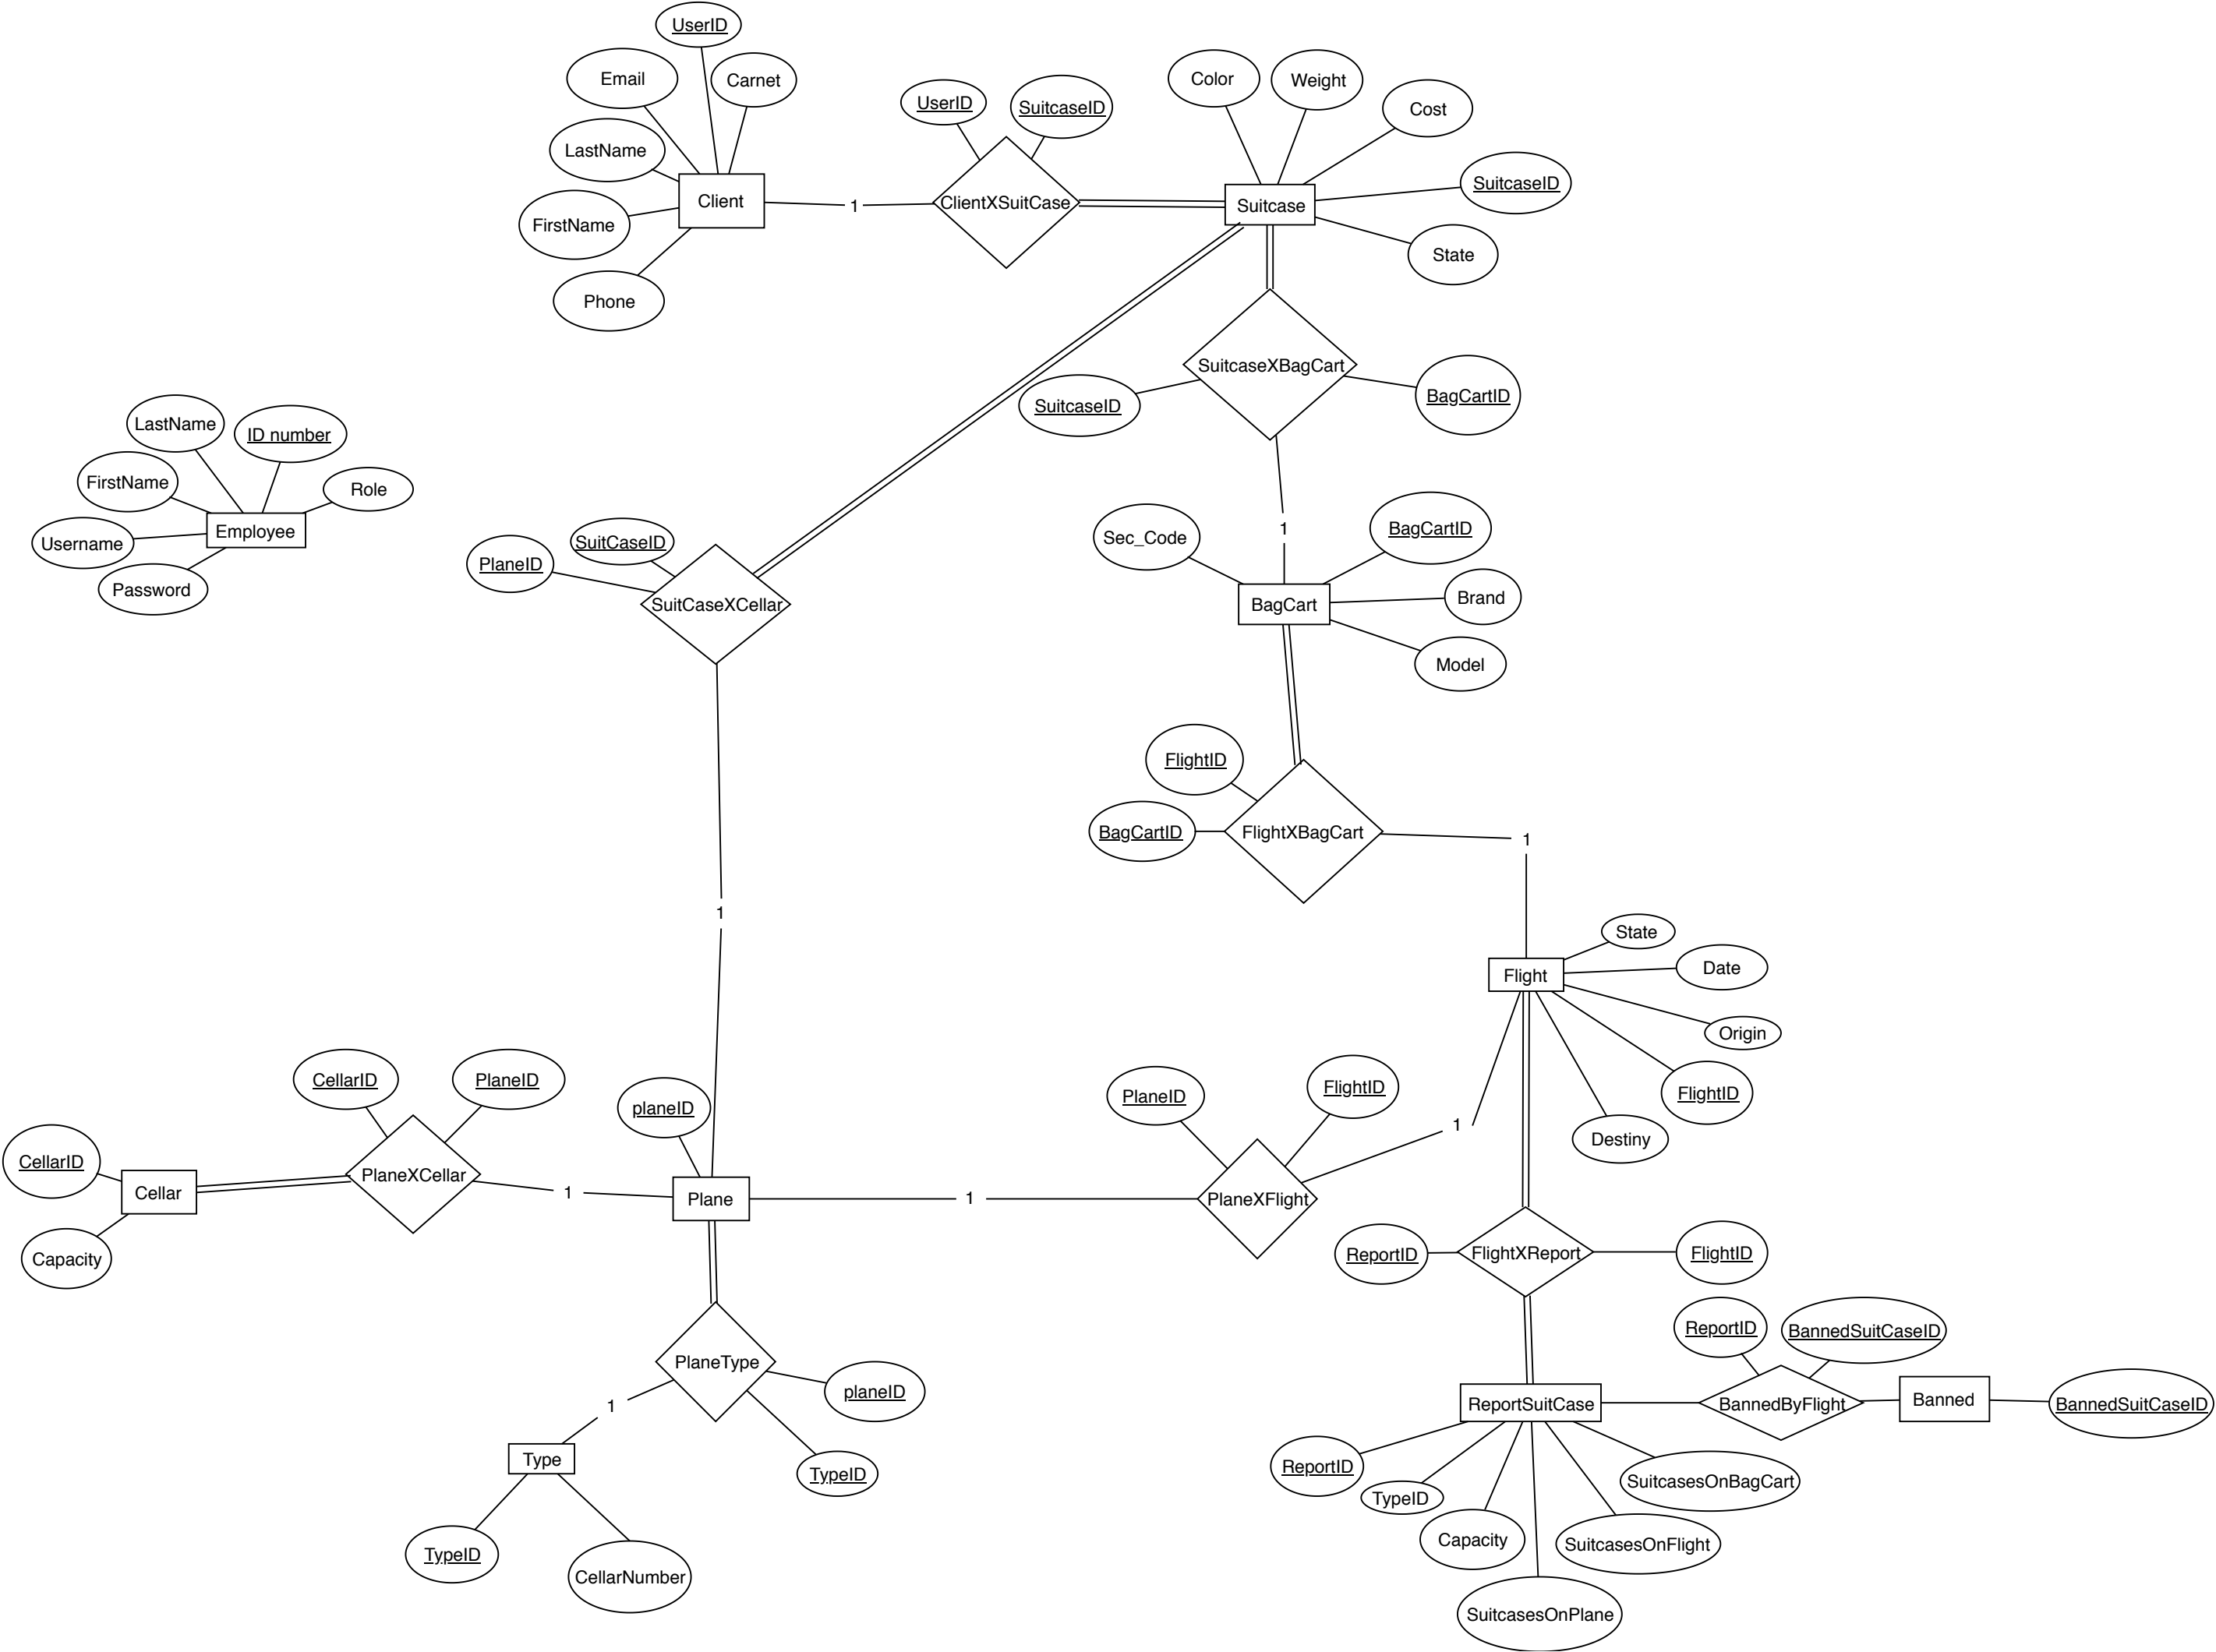 UserID
Email
Carnet
LastName
FirstName
Phone
Client
1
UserID
SuitcaseID
ClientXSuitCase
Color
Weight
Cost
SuitcaseID
State
Suitcase
SuitcaseXBagCart
SuitcaseID
BagCartID
1
LastName
ID number
FirstName
Role
Username
Password
Employee
PlaneID
SuitCaseID
SuitCaseXCellar
1
Sec_Code
BagCartID
Brand
Model
BagCart
FlightID
BagCartID
FlightXBagCart
1
State
Date
Origin
FlightID
Destiny
Flight
CellarID
PlaneID
PlaneXCellar
CellarID
Capacity
Cellar
1
planeID
Plane
1
PlaneID
FlightID
PlaneXFlight
1
ReportID
FlightXReport
FlightID
PlaneType
planeID
TypeID
1
Type
TypeID
CellarNumber
ReportID
BannedSuitCaseID
BannedByFlight
Banned
BannedSuitCaseID
ReportSuitCase
ReportID
TypeID
Capacity
SuitcasesOnPlane
SuitcasesOnFlight
SuitcasesOnBagCart